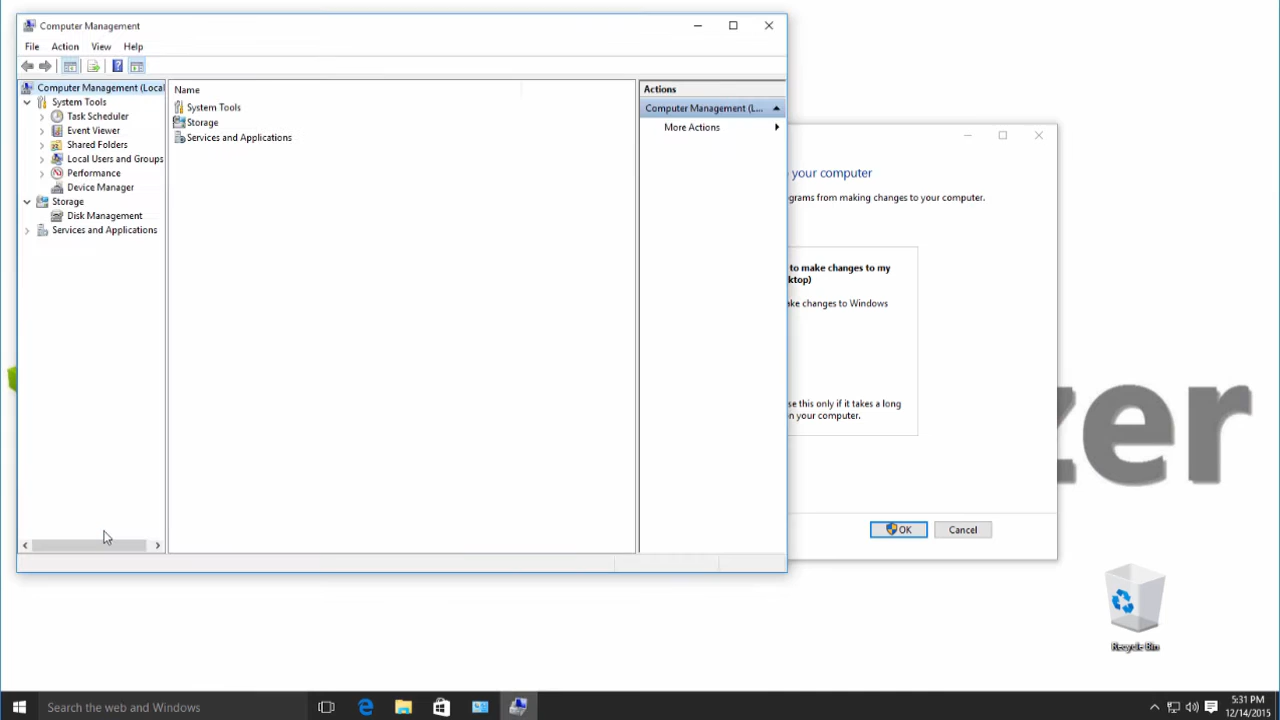 Computer Management
File Action View Help
Computer Management (Local
System Tools
Task Scheduler
Event Viewer
Shared Folders
Local Users and Groups
Performance
Device Manager
Storage
Disk Management
Services and Applications
Name
System Tools
Storage
Services and Applications
Actions
Computer Management (L...
More Actions
your computer
grams from making changes to your computer.
to make changes to my
ktop)
ake changes to Windows
se this only if it takes a long
n your computer.
OK Cancel
zer
Recycle Bin
Search the web and Windows
5:31 PM
12/14/2015